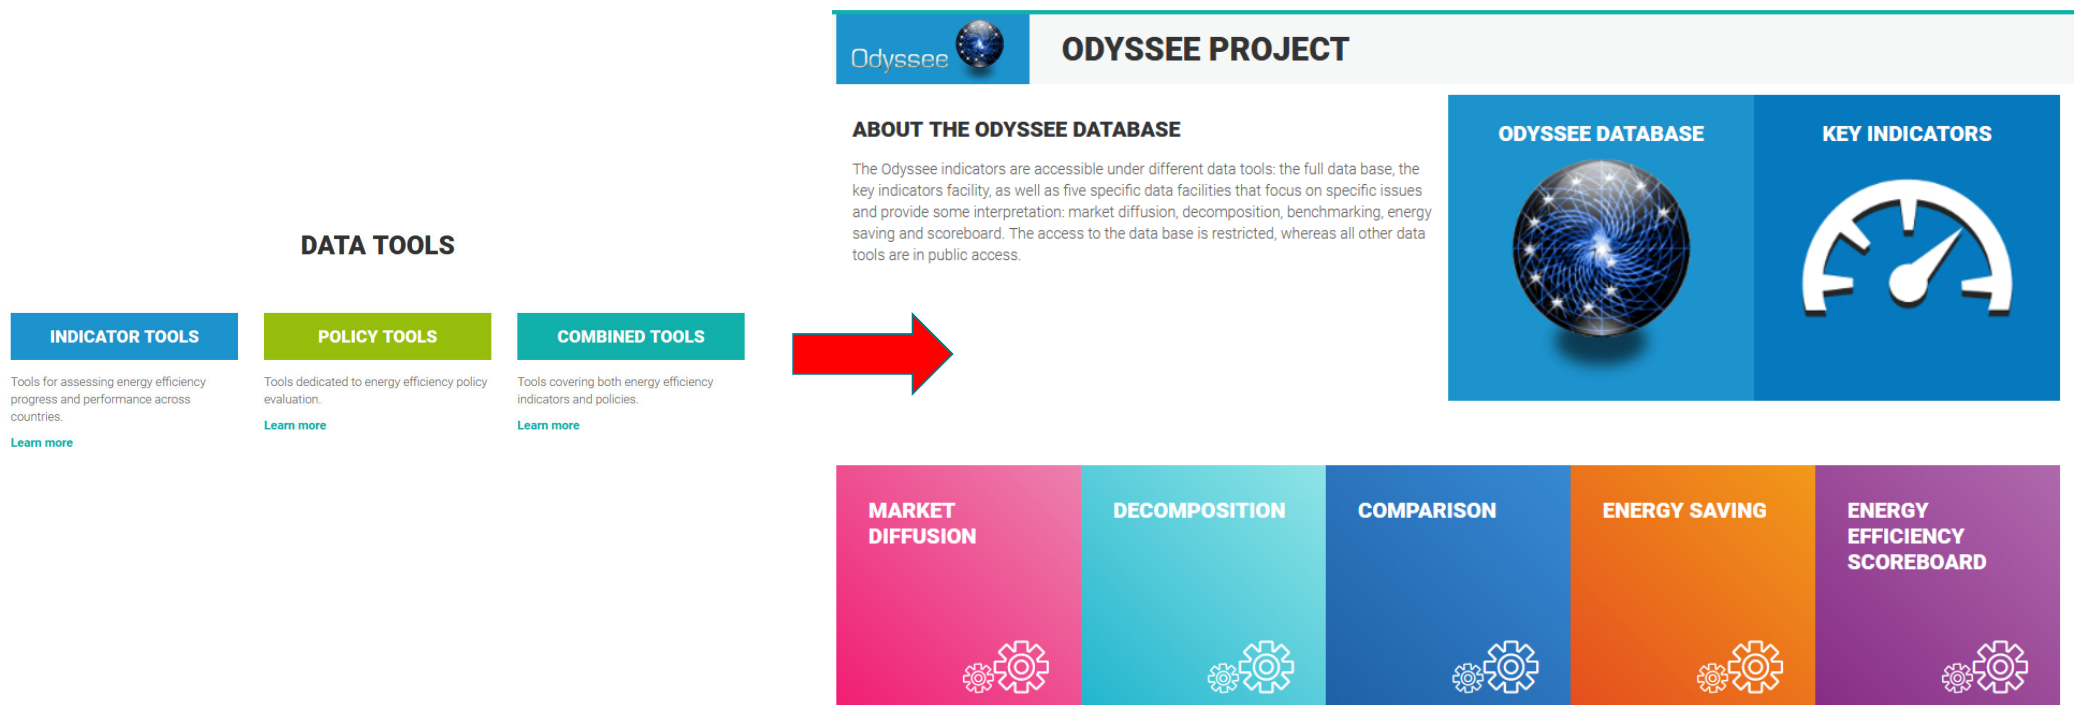 DATA TOOLS
INDICATOR TOOLS
Tools for assessing energy efficiency
progress and performance across
countries.
Learn more
POLICY TOOLS
Tools dedicated to energy efficiency policy
evaluation.
Learn more
COMBINED TOOLS
Tools covering both energy efficiency
indicators and policies.
Learn more
Odyssee
ODYSSEE PROJECT
ABOUT THE ODYSSEE DATABASE
The Odyssee indicators are accessible under different data tools: the full data base, the
key indicators facility, as well as five specific data facilities that focus on specific issues
and provide some interpretation: market diffusion, decomposition, benchmarking, energy
saving and scoreboard. The access to the data base is restricted, whereas all other data
tools are in public access.
ODYSSEE DATABASE
KEY INDICATORS
MARKET
DIFFUSION
DECOMPOSITION
COMPARISON
ENERGY SAVING
ENERGY
EFFICIENCY
SCOREBOARD